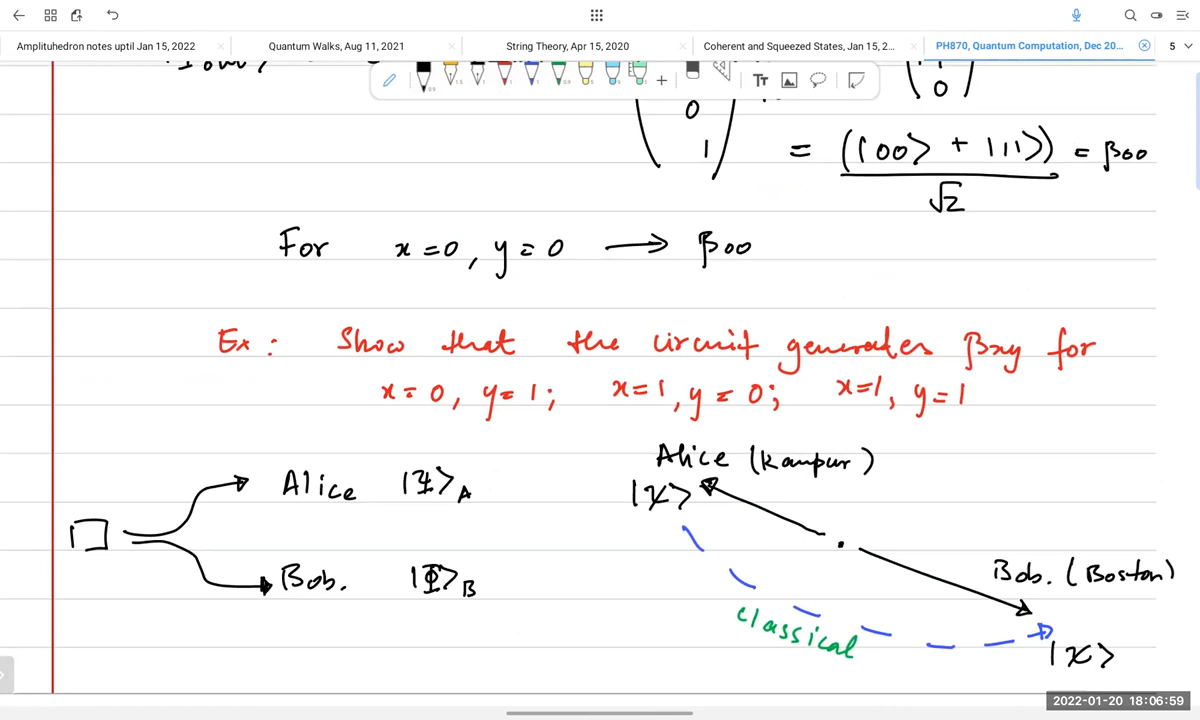 Amplituhedron notes uptil Jan 15, 2022
Quantum Walks, Aug 11, 2021
String Theory, Apr 15, 2020
Coherent and Squeezed States, Jan 15, 2...
PH870, Quantum Computation, Dec 20...
5
Tт
0
0
1
= (|00> + |11>) / √2 = β00
For x=0, y=0 → β00
Ex: Show that the circuit generates βxy for
x=0, y=1; x=1, y=0; x=1, y=1
Alice (Kanpur)
Alice |Ψ>A
|χ>
Bob. (Boston)
Bob. |Φ>B
classical
|χ>
2022-01-20 18:06:59